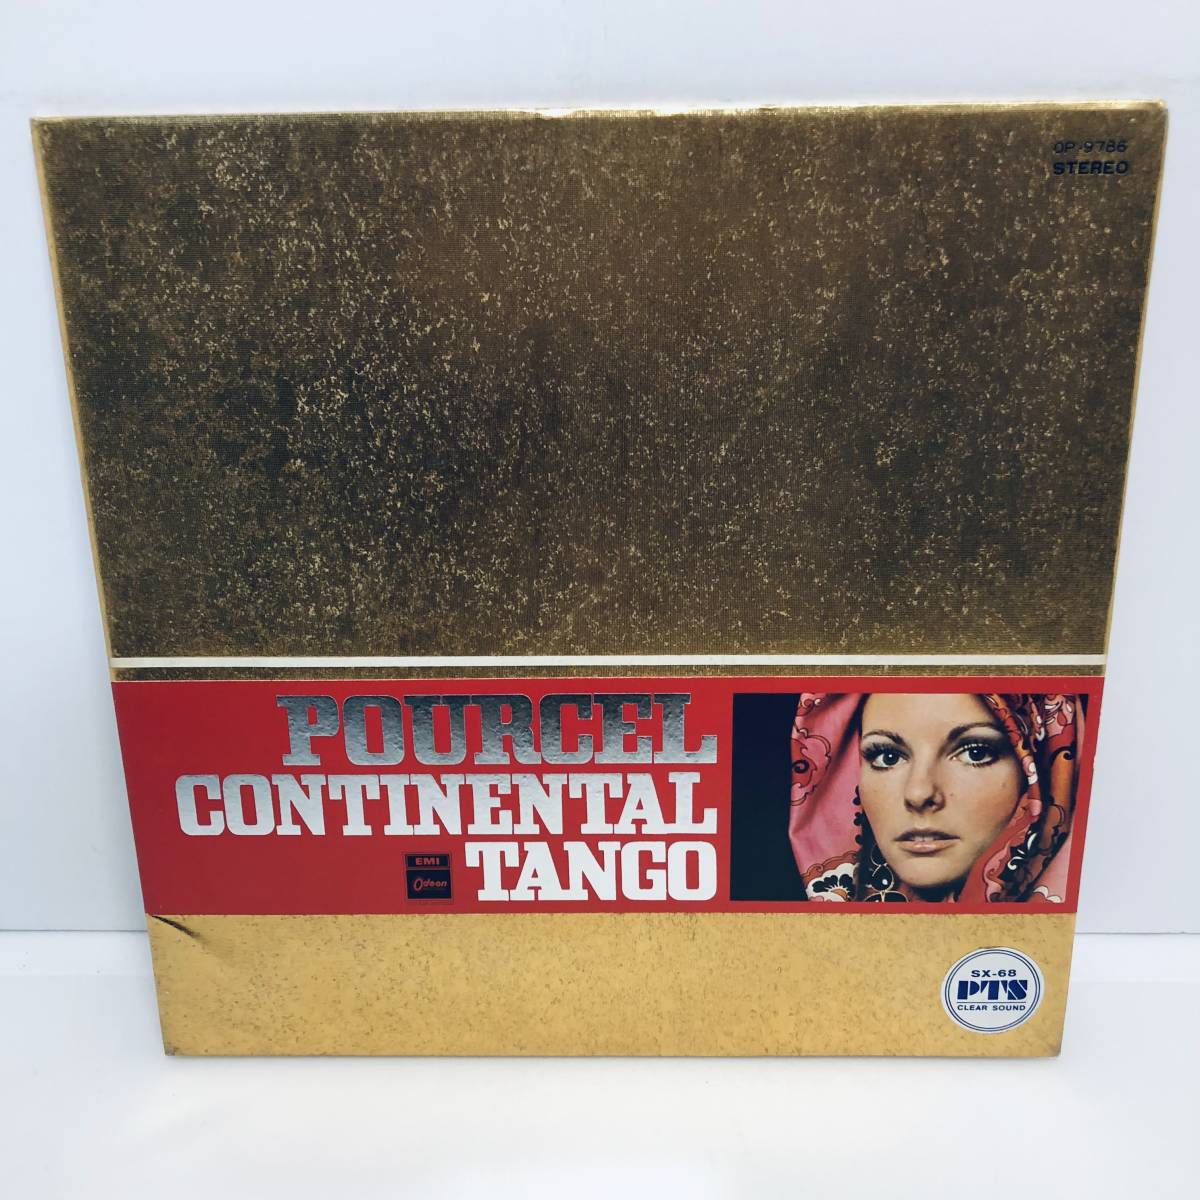 OP-9786
STEREO
POURCEL
CONTINENTAL
TANGO
EMI
Odeon
SX-68
PTS
CLEAR SOUND